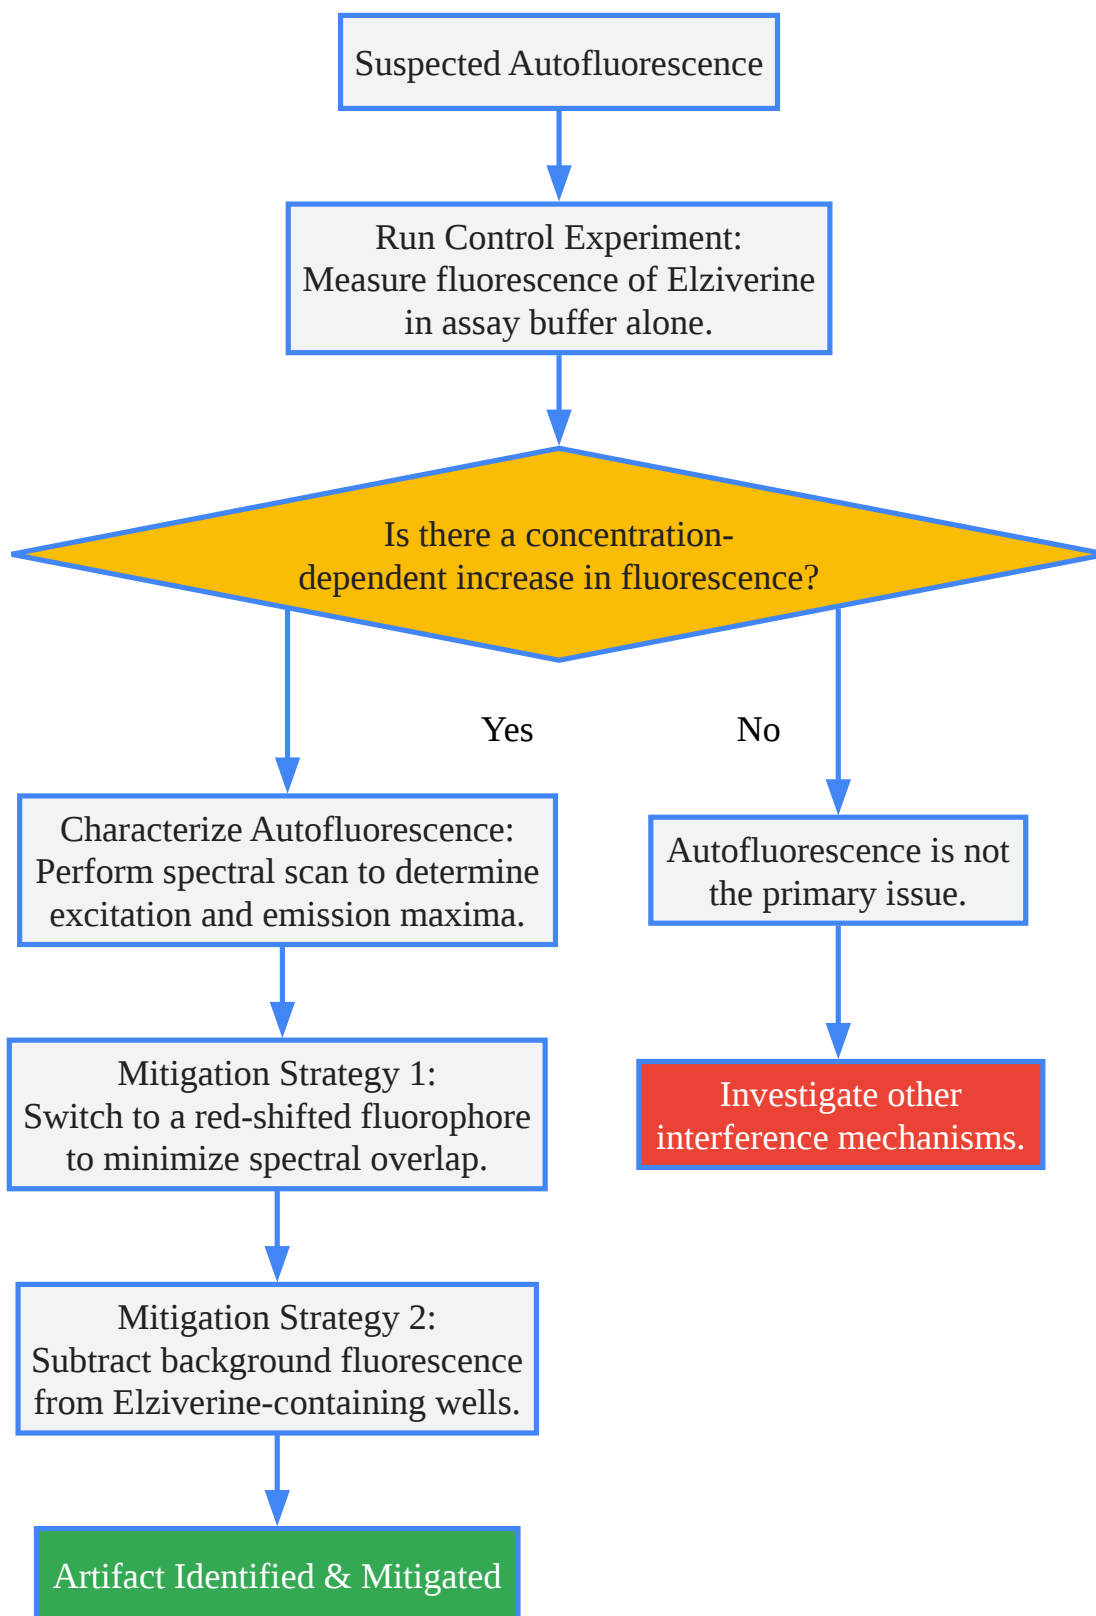 Suspected Autofluorescence
Run Control Experiment:
Measure fluorescence of Elziverine
in assay buffer alone.
Is there a concentration-
dependent increase in fluorescence?
Yes
No
Characterize Autofluorescence:
Perform spectral scan to determine
excitation and emission maxima.
Autofluorescence is not
the primary issue.
Mitigation Strategy 1:
Switch to a red-shifted fluorophore
to minimize spectral overlap.
Investigate other
interference mechanisms.
Mitigation Strategy 2:
Subtract background fluorescence
from Elziverine-containing wells.
Artifact Identified & Mitigated